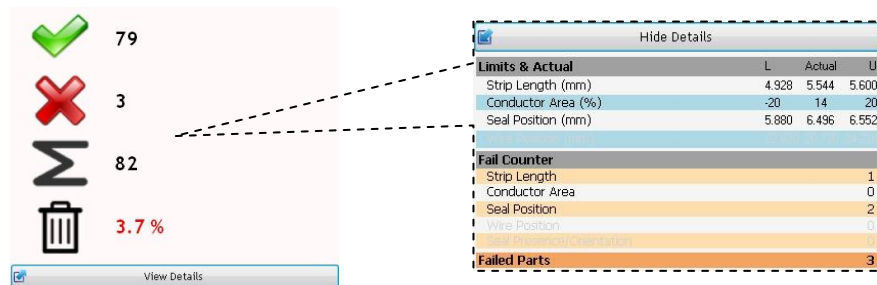 79
3
82
3.7 %
View Details
Hide Details
Limits & Actual L Actual U
Strip Length (mm) 4.928 5.544 5.600
Conductor Area (%) -20 14 20
Seal Position (mm) 5.880 6.496 6.552
Fail Counter
Strip Length 1
Conductor Area 0
Seal Position 2
Wire Position 0
Seal Presence/Orientation 0
Failed Parts 3